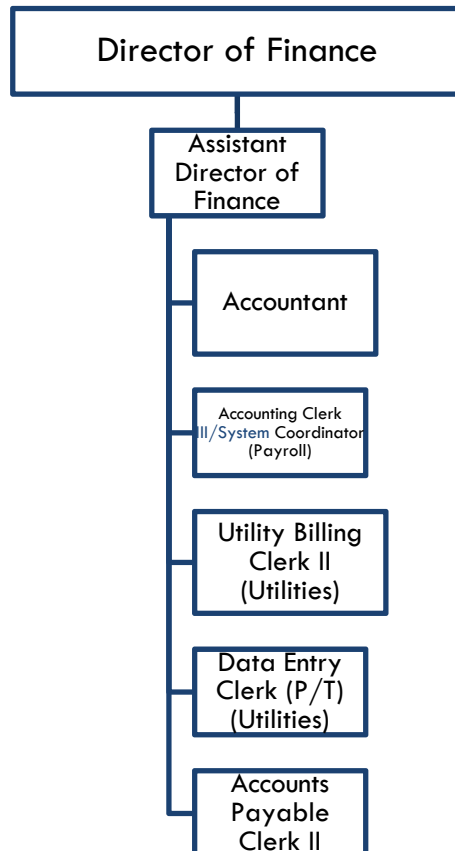 Director of Finance
Assistant
Director of
Finance
Accountant
Accounting Clerk
III/System Coordinator
(Payroll)
Utility Billing
Clerk II
(Utilities)
Data Entry
Clerk (P/T)
(Utilities)
Accounts
Payable
Clerk II